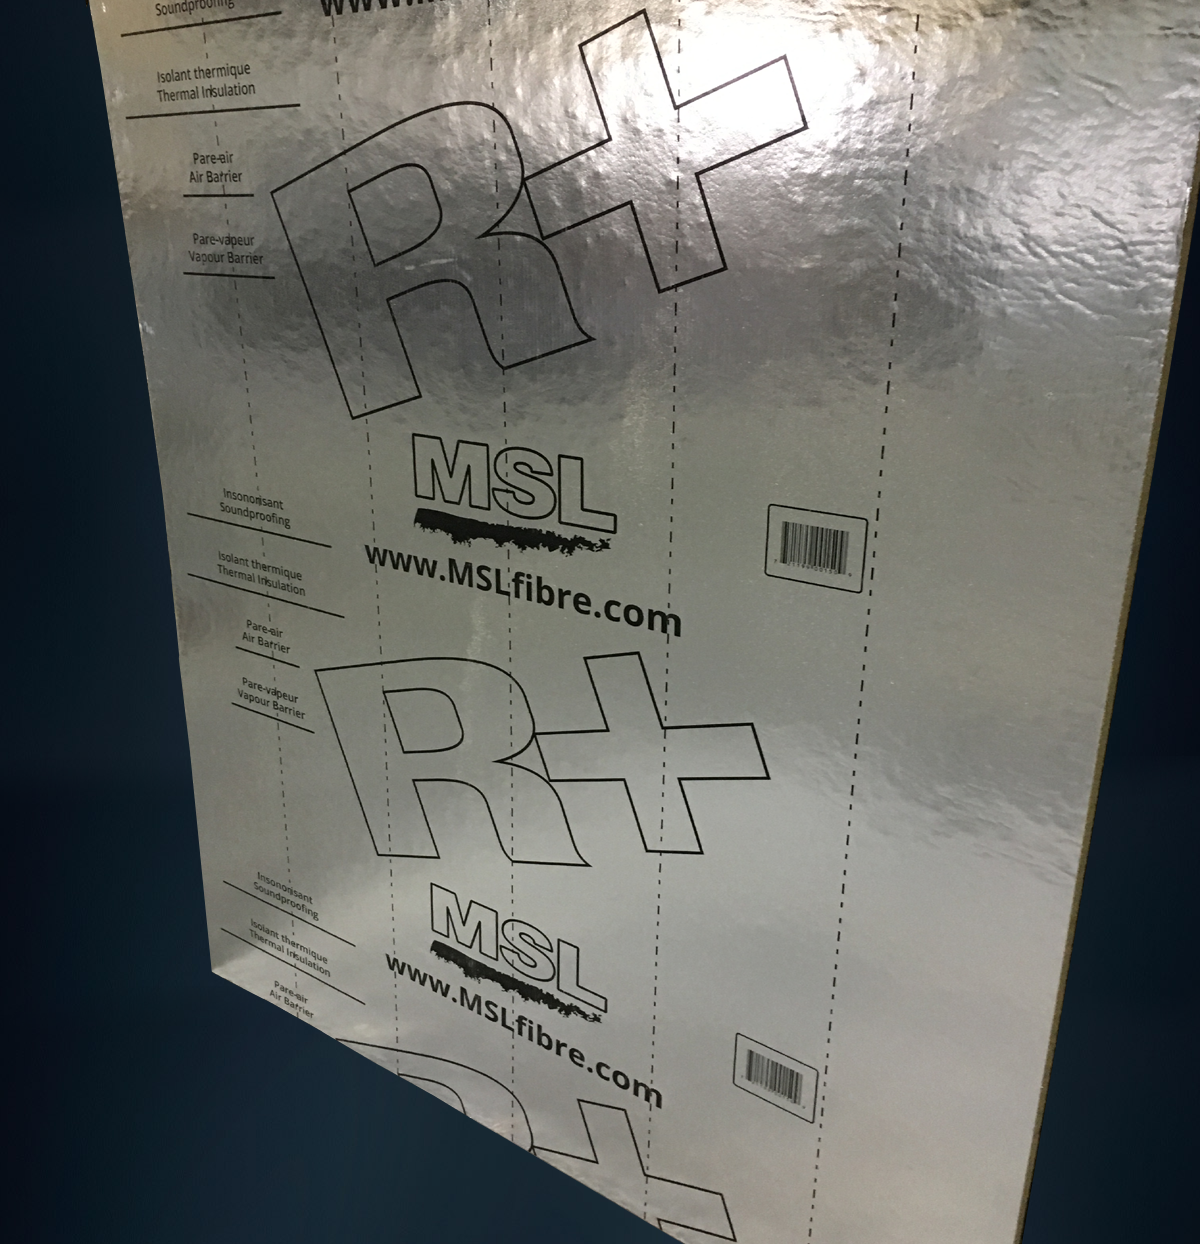 Soundproofing
Isolant thermique
Thermal Insulation
Pare-air
Air Barrier
Pare-vapeur
Vapour Barrier
R+
MSL
www.MSLfibre.com
Insonorisant
Soundproofing
Isolant thermique
Thermal Insulation
Pare-air
Air Barrier
Pare-vapeur
Vapour Barrier
R+
MSL
www.MSLfibre.com
Insonorisant
Soundproofing
Isolant thermique
Thermal Insulation
Pare-air
Air Barrier
R+